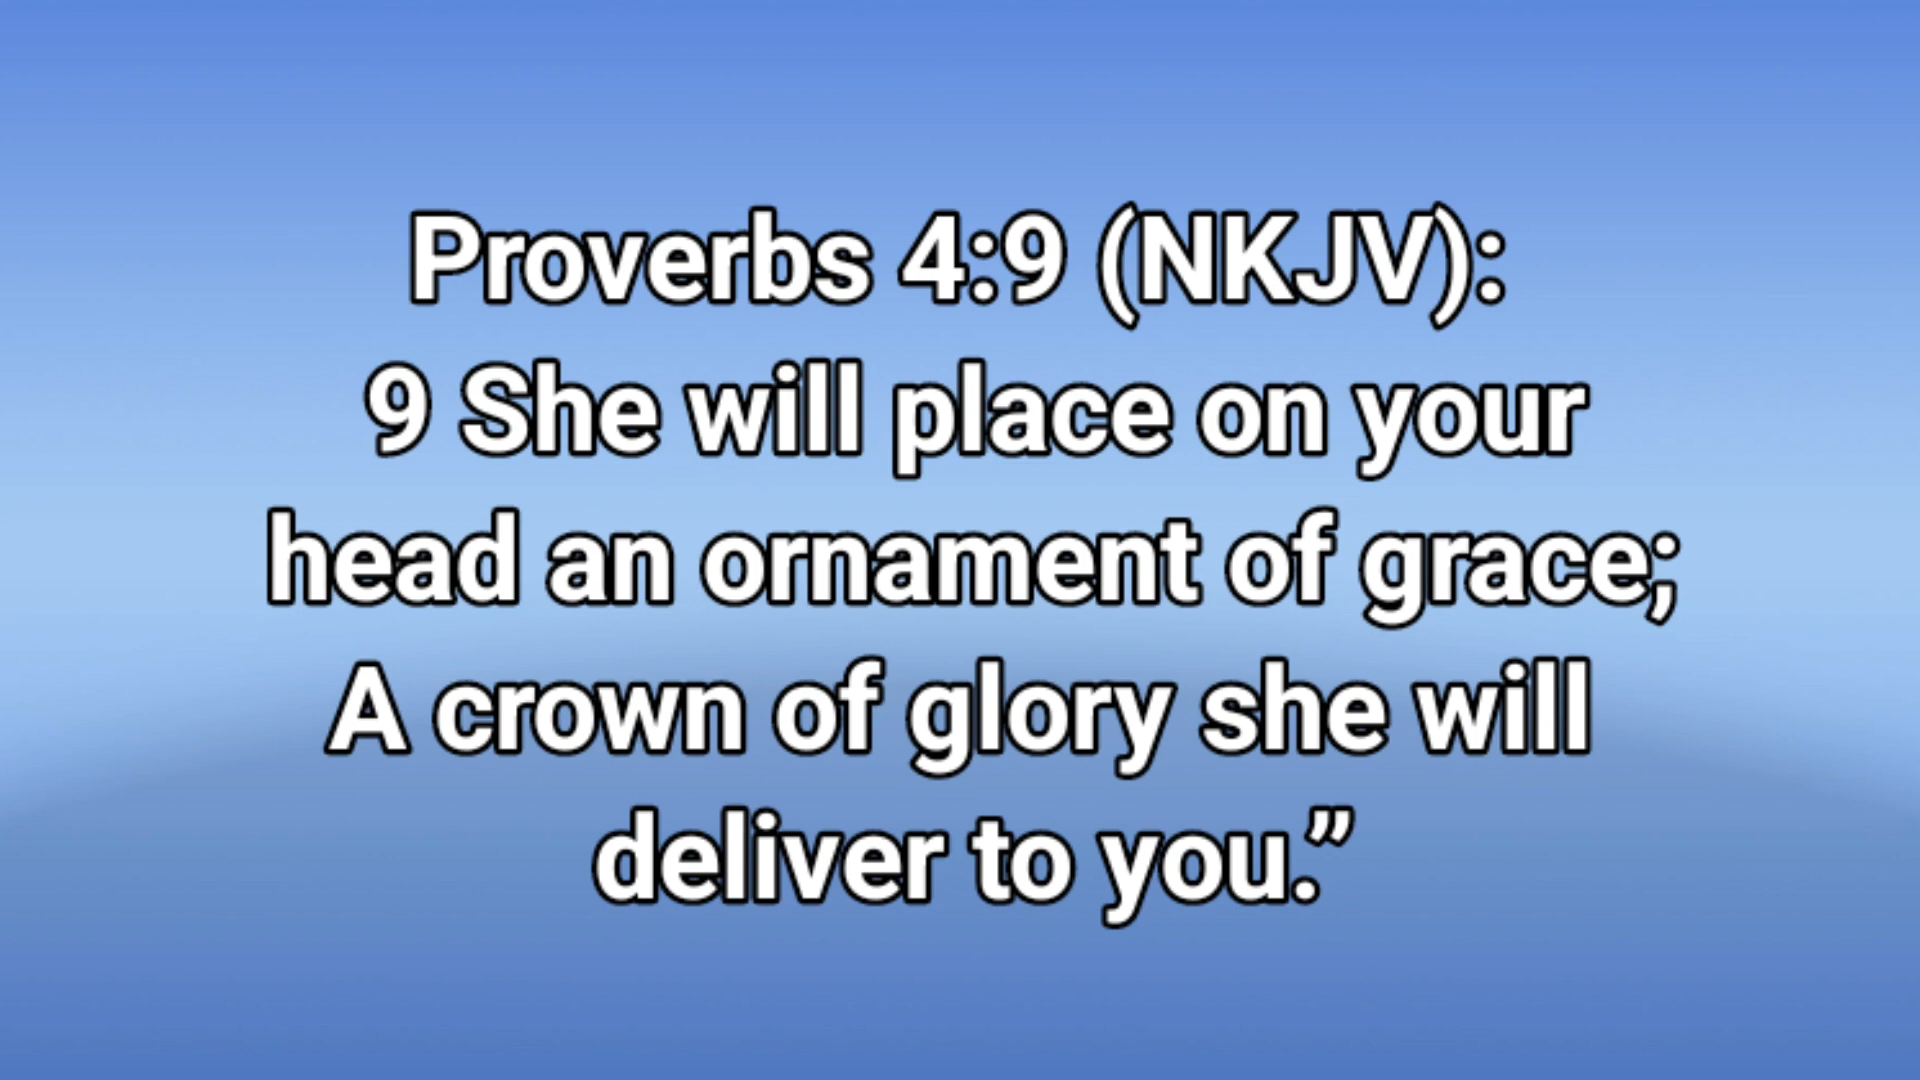 Proverbs 4:9 (NKJV):
9 She will place on your
head an ornament of grace;
A crown of glory she will
deliver to you.”